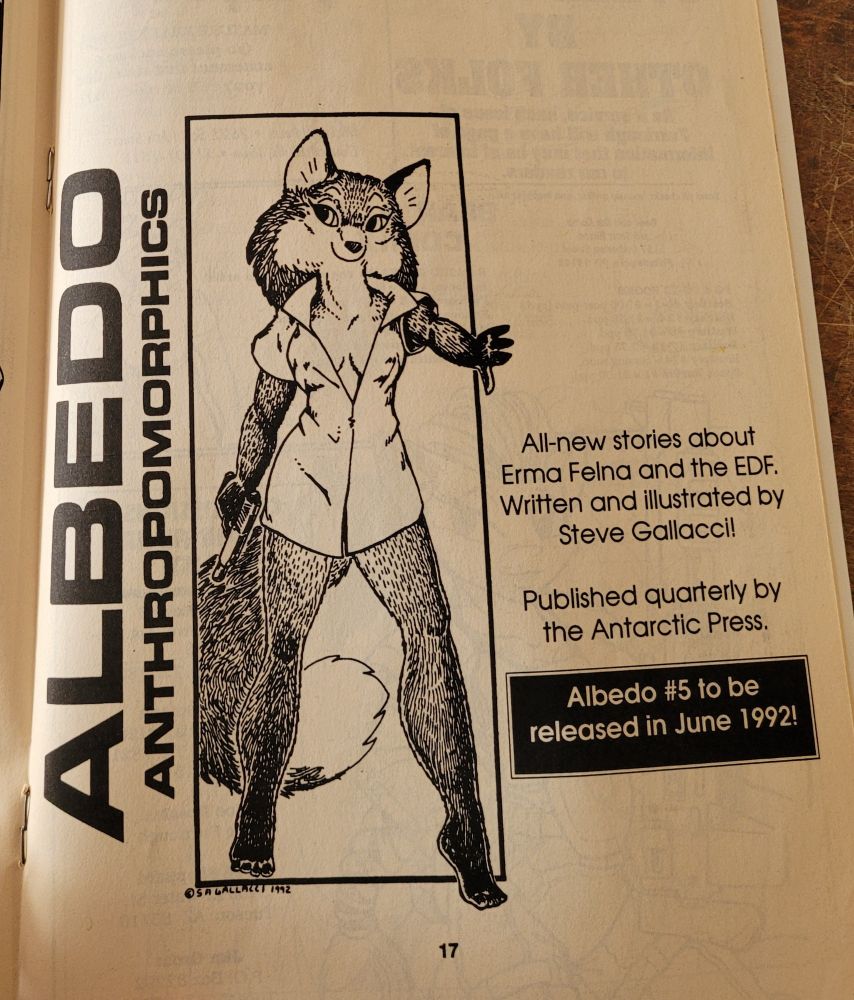 ALBEDO
ANTHROPOMORPHICS
All-new stories about
Erma Felna and the EDF.
Written and illustrated by
Steve Gallacci!
Published quarterly by
the Antarctic Press.
Albedo #5 to be
released in June 1992!
©SAGALLACCI 1992
17